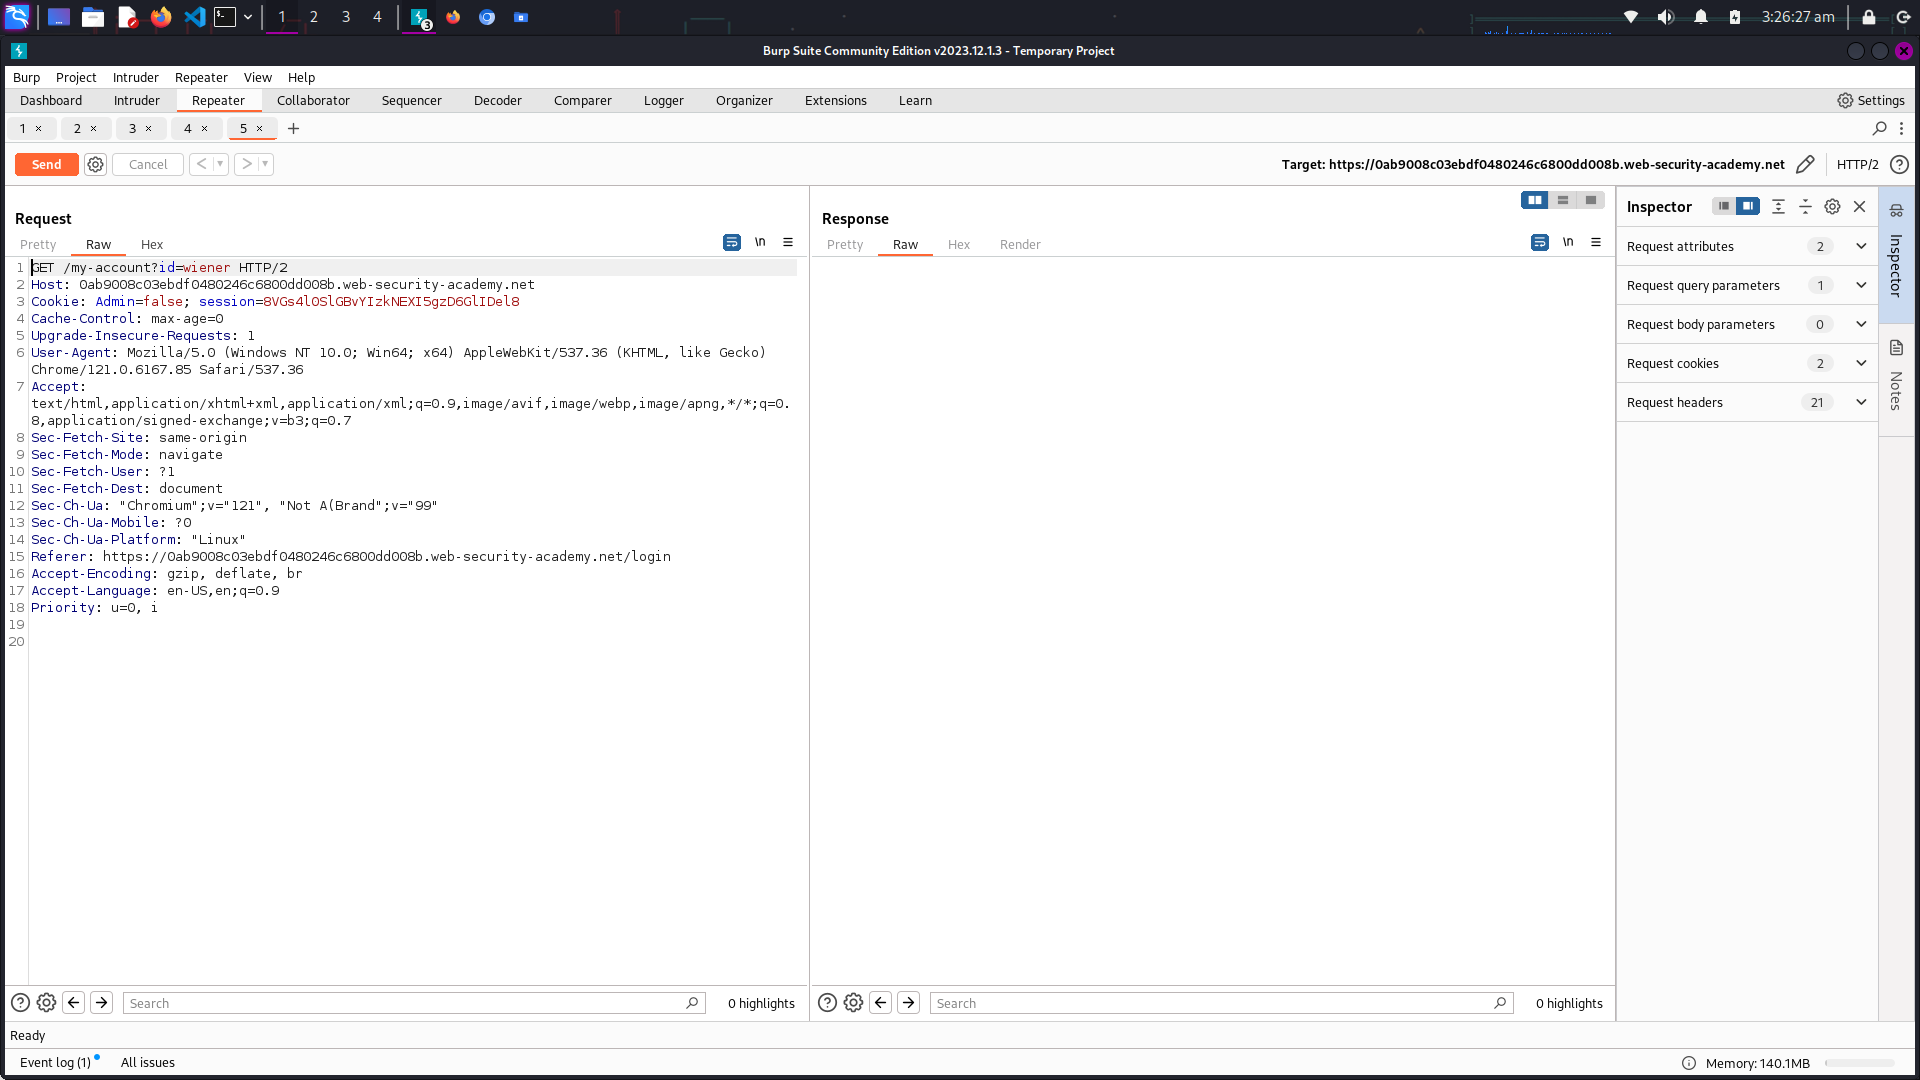 1 2 3 4 3 3:26:27 am
Burp Suite Community Edition v2023.12.1.3 - Temporary Project
Burp Project Intruder Repeater View Help
Dashboard Intruder Repeater Collaborator Sequencer Decoder Comparer Logger Organizer Extensions Learn Settings
1 × 2 × 3 × 4 × 5 × +
Send Cancel < > Target: https://0ab9008c03ebdf0480246c6800dd008b.web-security-academy.net HTTP/2
Request
Pretty Raw Hex \n
1 GET /my-account?id=wiener HTTP/2
2 Host: 0ab9008c03ebdf0480246c6800dd008b.web-security-academy.net
3 Cookie: Admin=false; session=8VGs4l0SlGBvYIzkNEXI5gzD6GlIDel8
4 Cache-Control: max-age=0
5 Upgrade-Insecure-Requests: 1
6 User-Agent: Mozilla/5.0 (Windows NT 10.0; Win64; x64) AppleWebKit/537.36 (KHTML, like Gecko)
Chrome/121.0.6167.85 Safari/537.36
7 Accept:
text/html,application/xhtml+xml,application/xml;q=0.9,image/avif,image/webp,image/apng,*/*;q=0.
8,application/signed-exchange;v=b3;q=0.7
8 Sec-Fetch-Site: same-origin
9 Sec-Fetch-Mode: navigate
10 Sec-Fetch-User: ?1
11 Sec-Fetch-Dest: document
12 Sec-Ch-Ua: "Chromium";v="121", "Not A(Brand";v="99"
13 Sec-Ch-Ua-Mobile: ?0
14 Sec-Ch-Ua-Platform: "Linux"
15 Referer: https://0ab9008c03ebdf0480246c6800dd008b.web-security-academy.net/login
16 Accept-Encoding: gzip, deflate, br
17 Accept-Language: en-US,en;q=0.9
18 Priority: u=0, i
19
20
Search 0 highlights
Response
Pretty Raw Hex Render \n
Search 0 highlights
Inspector
Request attributes 2
Request query parameters 1
Request body parameters 0
Request cookies 2
Request headers 21
Inspector
Notes
Ready
Event log (1) All issues Memory: 140.1MB